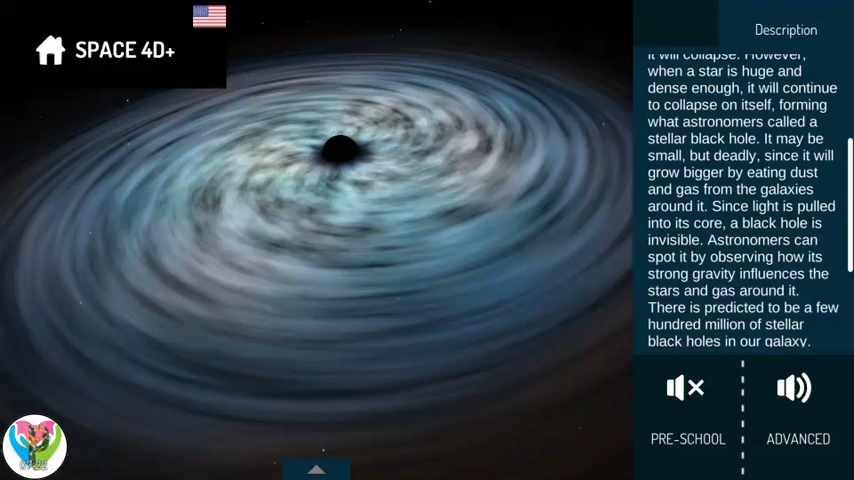 SPACE 4D+
Description
it will collapse. However,
when a star is huge and
dense enough, it will continue
to collapse on itself, forming
what astronomers called a
stellar black hole. It may be
small, but deadly, since it will
grow bigger by eating dust
and gas from the galaxies
around it. Since light is pulled
into its core, a black hole is
invisible. Astronomers can
spot it by observing how its
strong gravity influences the
stars and gas around it.
There is predicted to be a few
hundred million of stellar
black holes in our galaxy.
PRE-SCHOOL
ADVANCED
07:22